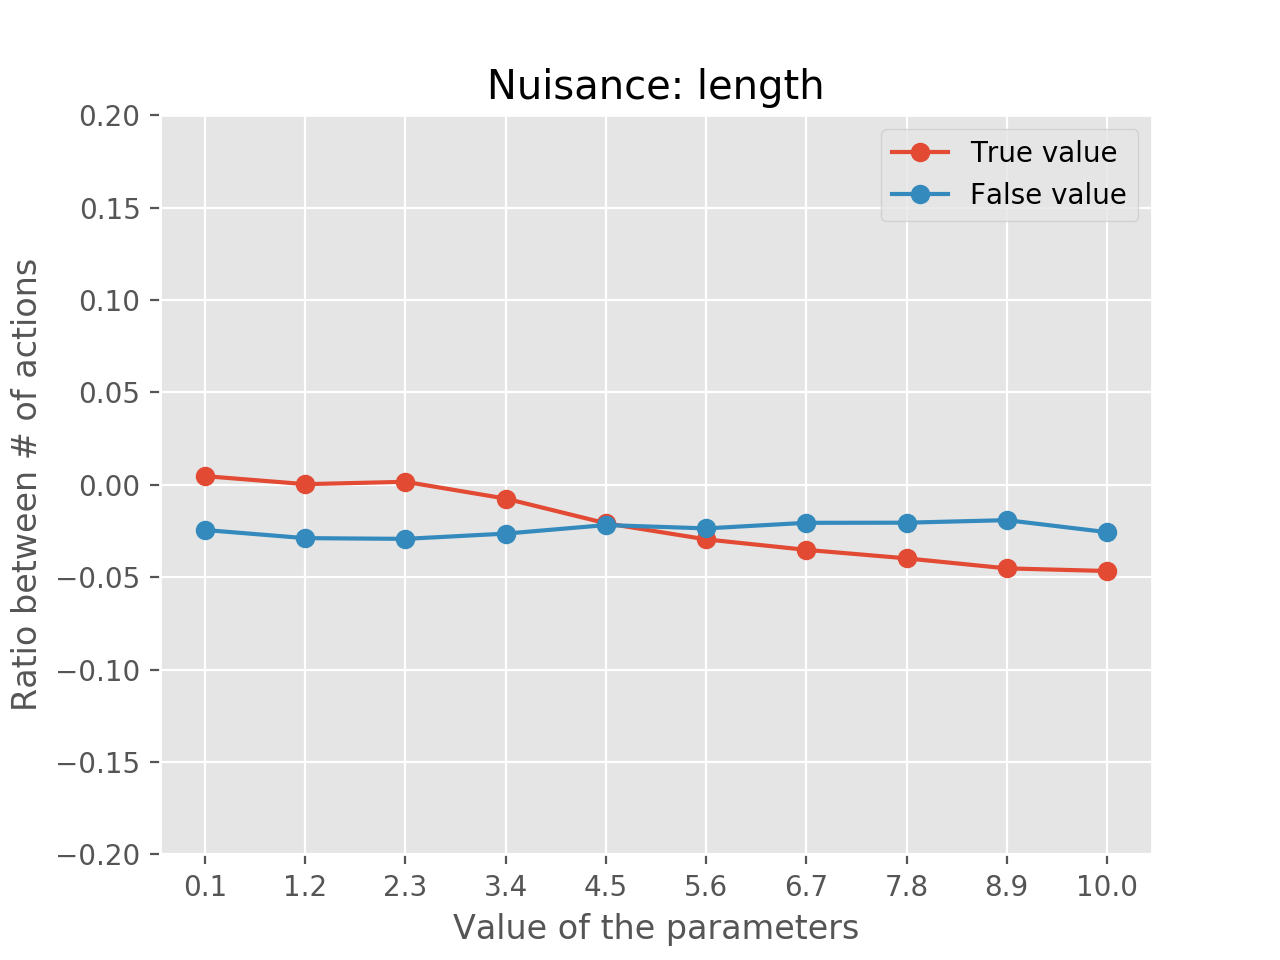 Nuisance: length
0.20
0.15
0.10
0.05
0.00
−0.05
−0.10
−0.15
−0.20
Ratio between # of actions
True value
False value
0.1 1.2 2.3 3.4 4.5 5.6 6.7 7.8 8.9 10.0
Value of the parameters